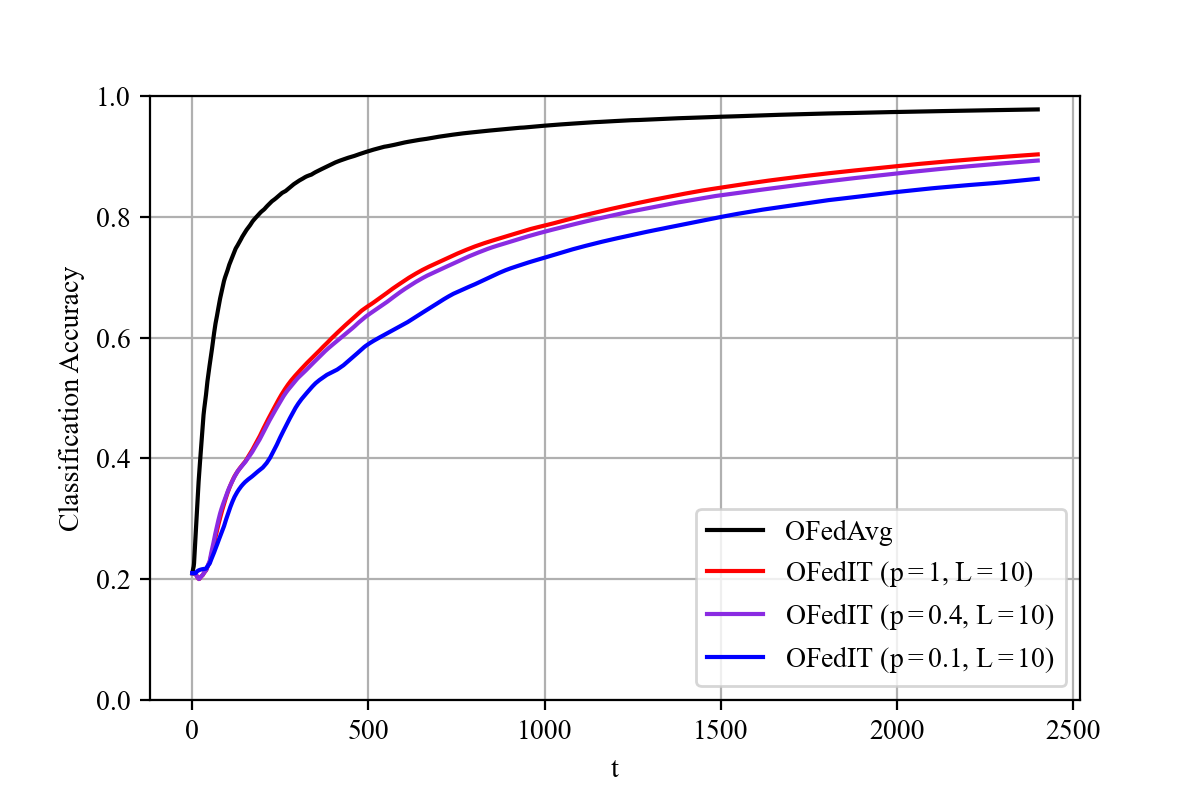 1.0
0.8
0.6
0.4
0.2
0.0
Classification Accuracy
OFedAvg
OFedIT (p=1, L=10)
OFedIT (p=0.4, L=10)
OFedIT (p=0.1, L=10)
0 500 1000 1500 2000 2500
t